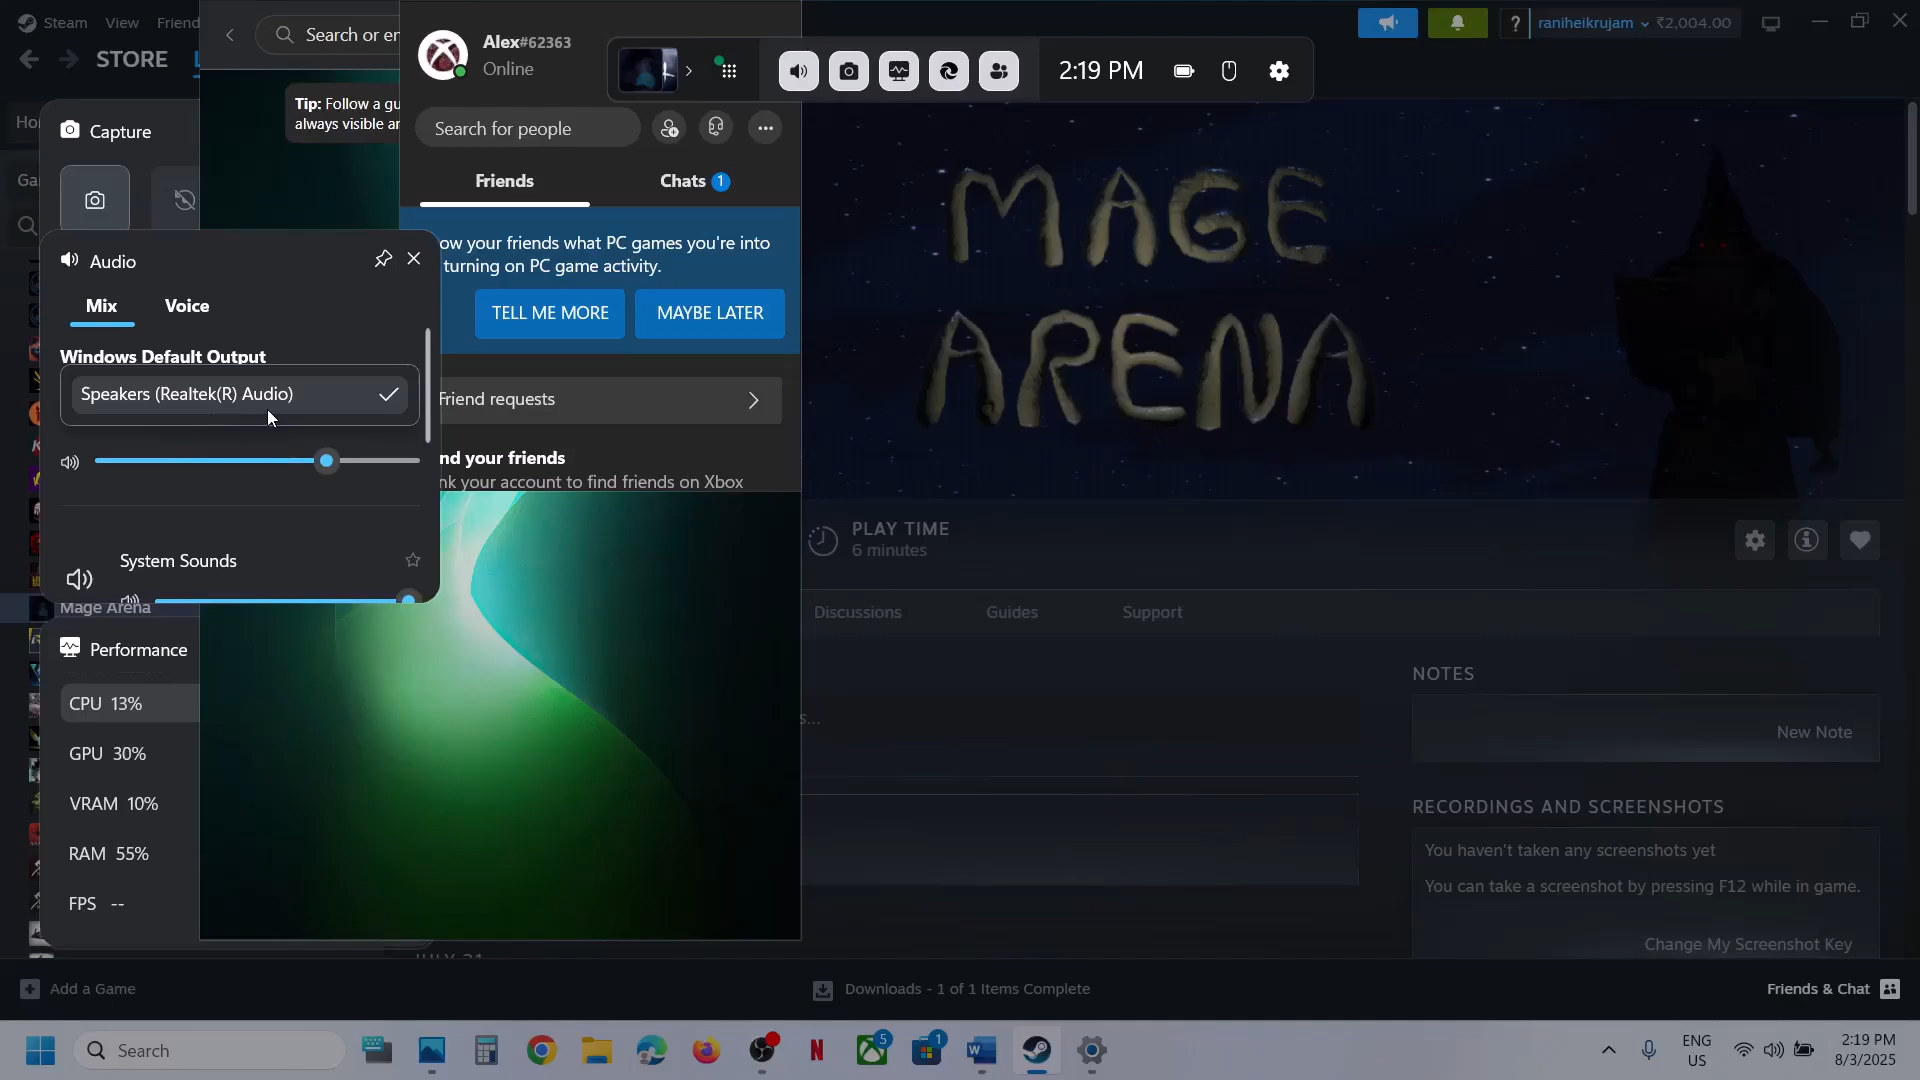 Steam View Friend
raniheikrujam ₹2,004.00
STORE L
Search or en
Tip: Follow a gu
always visible an
Alex#62363
Online
2:19 PM
Search for people
Friends
Chats 1
ow your friends what PC games you're into
turning on PC game activity.
TELL ME MORE
MAYBE LATER
Friend requests
nd your friends
nk your account to find friends on Xbox
Ho
Ga
Capture
Audio
Mix Voice
Windows Default Output
Speakers (Realtek(R) Audio)
System Sounds
Mage Arena
Performance
CPU 13%
GPU 30%
VRAM 10%
RAM 55%
FPS --
MAGE
ARENA
PLAY TIME
6 minutes
Discussions Guides Support
s...
NOTES
New Note
RECORDINGS AND SCREENSHOTS
You haven't taken any screenshots yet
You can take a screenshot by pressing F12 while in game.
Change My Screenshot Key
Add a Game
Downloads - 1 of 1 Items Complete
Friends & Chat
Search
5
1
ENG
US
2:19 PM
8/3/2025